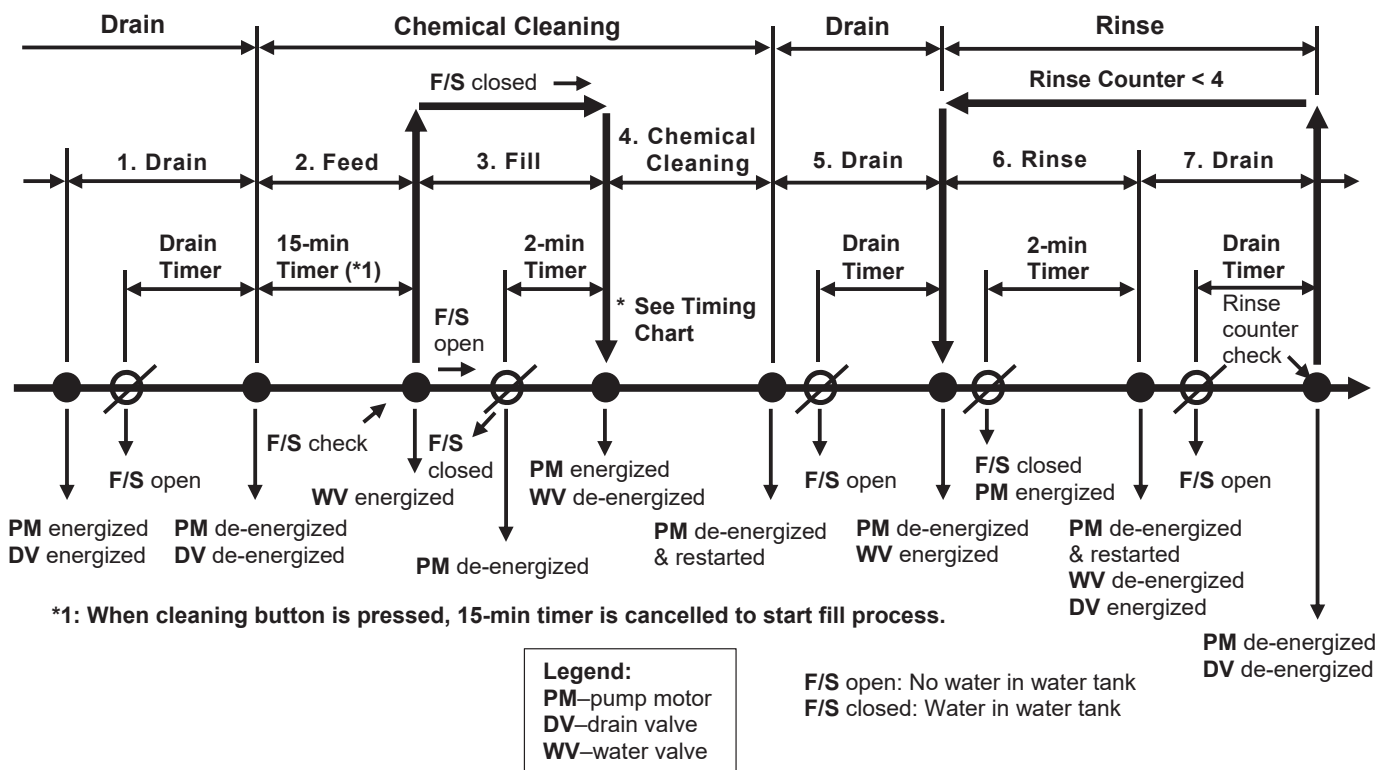 Drain
Chemical Cleaning
Drain
Rinse
F/S closed
Rinse Counter < 4
1. Drain
2. Feed
3. Fill
4. Chemical
Cleaning
5. Drain
6. Rinse
7. Drain
Drain
Timer
15-min
Timer (*1)
2-min
Timer
Drain
Timer
2-min
Timer
Drain
Timer
* See Timing
Chart
F/S
open
Rinse
counter
check
F/S check
F/S
closed
F/S open
WV energized
PM energized
WV de-energized
F/S open
F/S closed
PM energized
F/S open
PM energized
DV energized
PM de-energized
DV de-energized
PM de-energized
PM de-energized
& restarted
PM de-energized
WV energized
PM de-energized
& restarted
WV de-energized
DV energized
PM de-energized
DV de-energized
*1: When cleaning button is pressed, 15-min timer is cancelled to start fill process.
Legend:
PM–pump motor
DV–drain valve
WV–water valve
F/S open: No water in water tank
F/S closed: Water in water tank